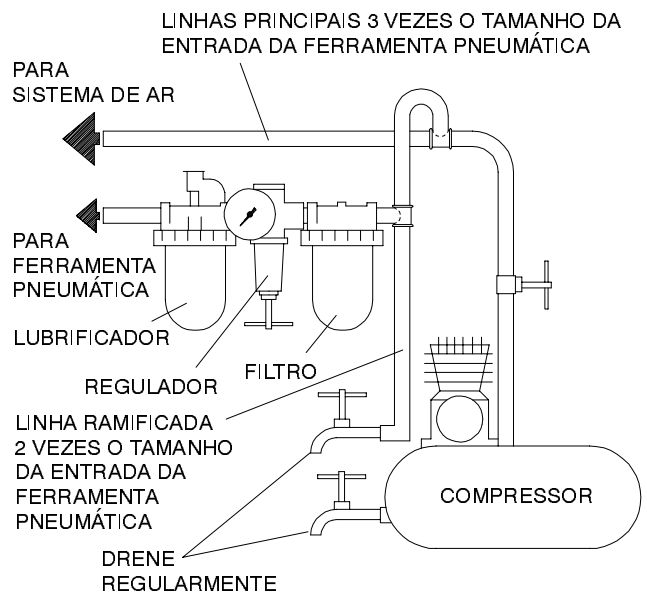 LINHAS PRINCIPAIS 3 VEZES O TAMANHO DA
ENTRADA DA FERRAMENTA PNEUMÁTICA
PARA
SISTEMA DE AR
PARA
FERRAMENTA
PNEUMÁTICA
LUBRIFICADOR
REGULADOR
FILTRO
LINHA RAMIFICADA
2 VEZES O TAMANHO
DA ENTRADA DA
FERRAMENTA
PNEUMÁTICA
COMPRESSOR
DRENE
REGULARMENTE